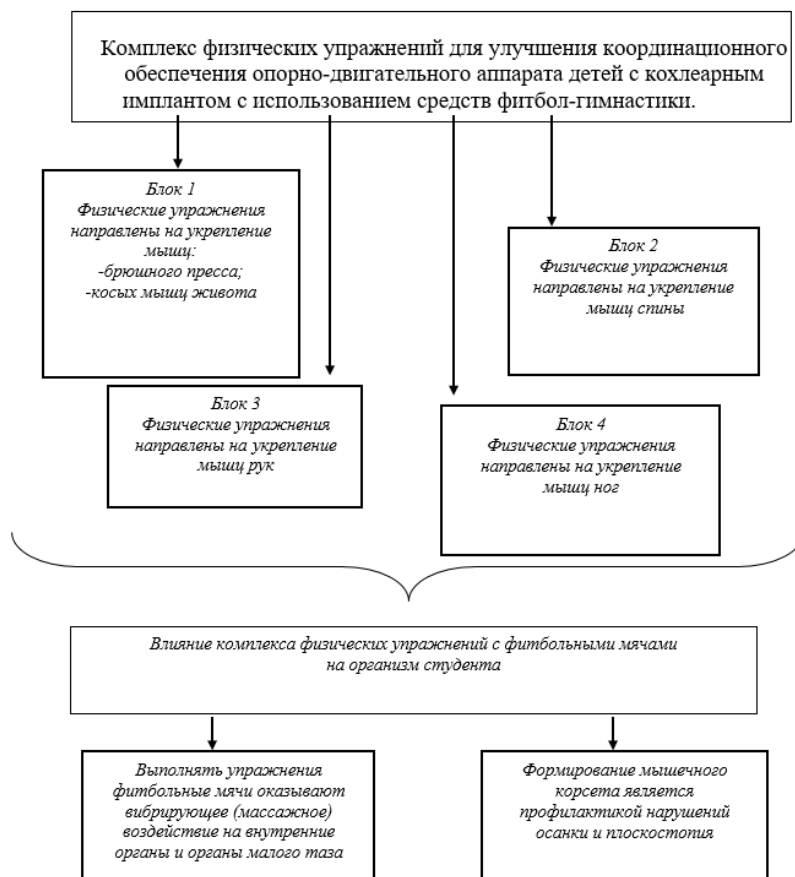 Комплекс физических упражнений для улучшения координационного
обеспечения опорно-двигательного аппарата детей с кохлеарным
имплантом с использованием средств фитбол-гимнастики.
Блок 1
Физические упражнения
направлены на укрепление
мышц:
-брюшного пресса;
-косых мышц живота
Блок 2
Физические упражнения
направлены на укрепление
мышц спины
Блок 3
Физические упражнения
направлены на укрепление
мышц рук
Блок 4
Физические упражнения
направлены на укрепление
мышц ног
Влияние комплекса физических упражнений с фитбольными мячами
на организм студента
Выполнять упражнения
фитбольные мячи оказывают
вибрирующее (массажное)
воздействие на внутренние
органы и органы малого таза
Формирование мышечного
корсета является
профилактикой нарушений
осанки и плоскостопия